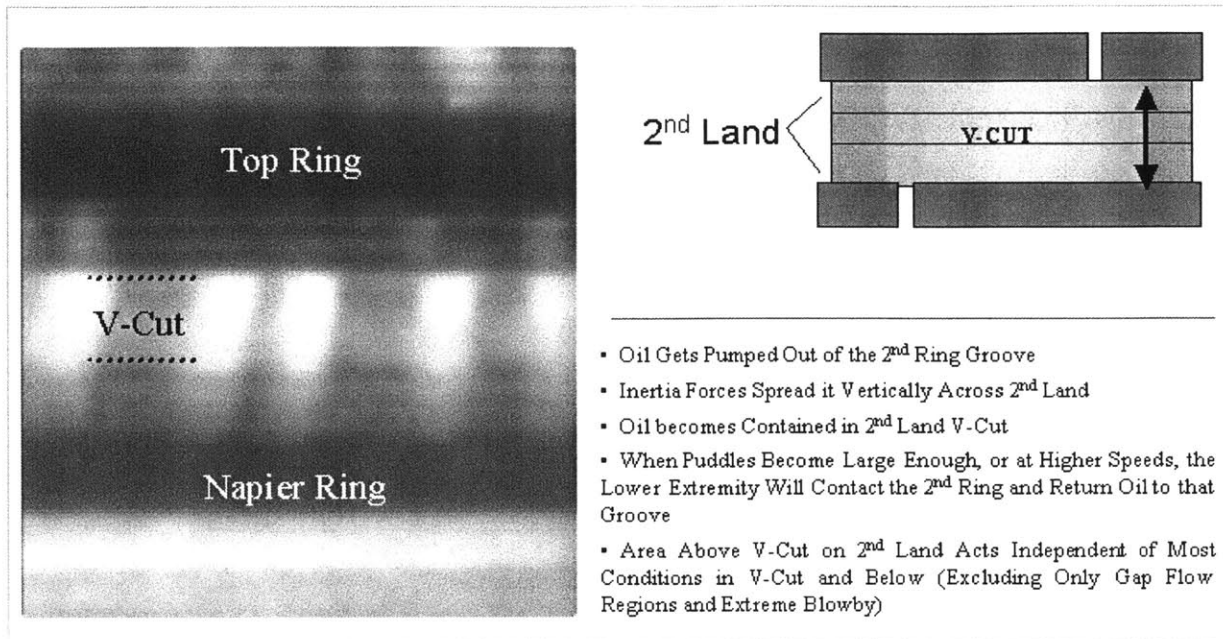 Top Ring
V-Cut
Napier Ring
2nd Land
V-CUT
▪ Oil Gets Pumped Out of the 2nd Ring Groove
▪ Inertia Forces Spread it Vertically Across 2nd Land
▪ Oil becomes Contained in 2nd Land V-Cut
▪ When Puddles Become Large Enough, or at Higher Speeds, the
Lower Extremity Will Contact the 2nd Ring and Return Oil to that
Groove
▪ Area Above V-Cut on 2nd Land Acts Independent of Most
Conditions in V-Cut and Below (Excluding Only Gap Flow
Regions and Extreme Blowby)